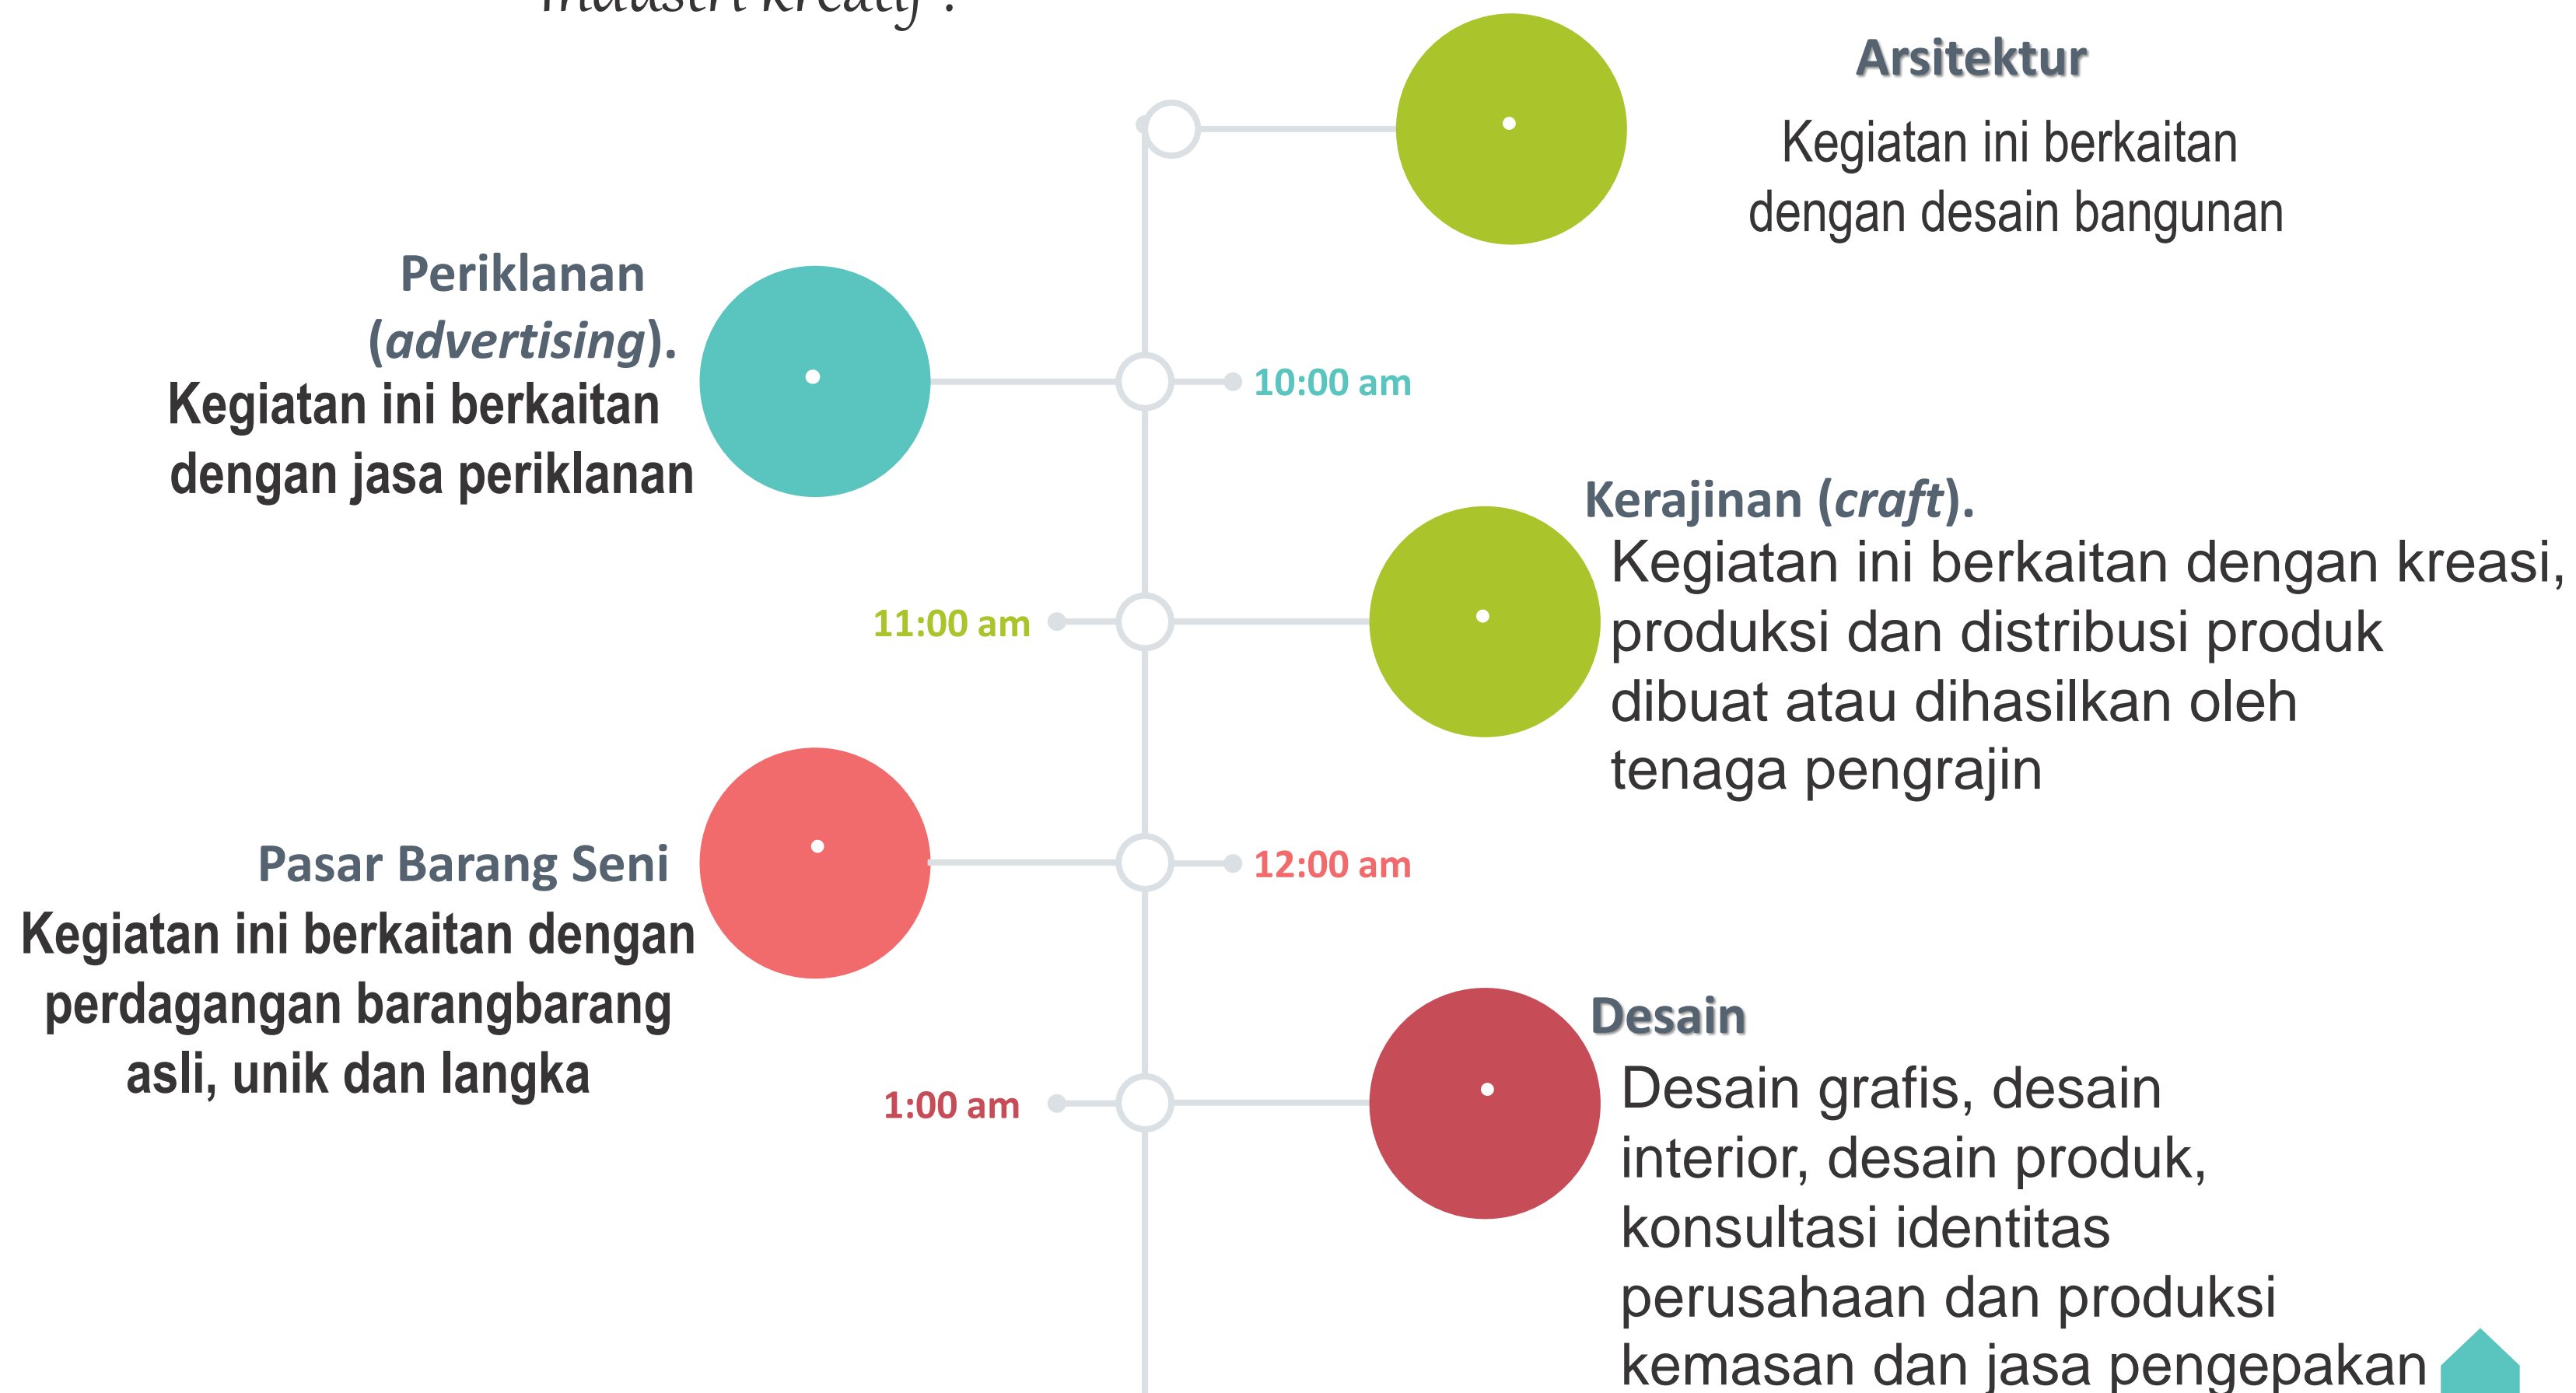 industri kreatif :
Arsitektur
Kegiatan ini berkaitan
dengan desain bangunan
Periklanan
(advertising).
Kegiatan ini berkaitan
dengan jasa periklanan
10:00 am
Kerajinan (craft).
Kegiatan ini berkaitan dengan kreasi,
produksi dan distribusi produk
dibuat atau dihasilkan oleh
tenaga pengrajin
11:00 am
Pasar Barang Seni
Kegiatan ini berkaitan dengan
perdagangan barangbarang
asli, unik dan langka
12:00 am
Desain
Desain grafis, desain
interior, desain produk,
konsultasi identitas
perusahaan dan produksi
kemasan dan jasa pengepakan
1:00 am